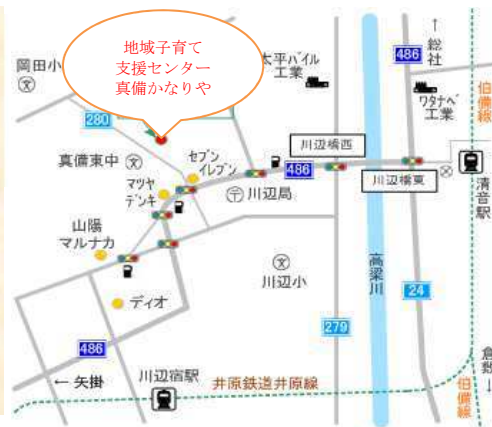 地域子育て
支援センター
真備かなりや
岡田小
太平パイル
工業
486
↑
総社
ワタナベ
工業
伯備線
280
真備東中
セブン
イレブン
川辺橋西
486
川辺橋東
清音駅
マツヤ
デンキ
川辺局
山陽
マルナカ
川辺小
高梁川
24
ディオ
279
486
← 矢掛
川辺宿駅
井原鉄道井原線
伯備線
倉敷
↓